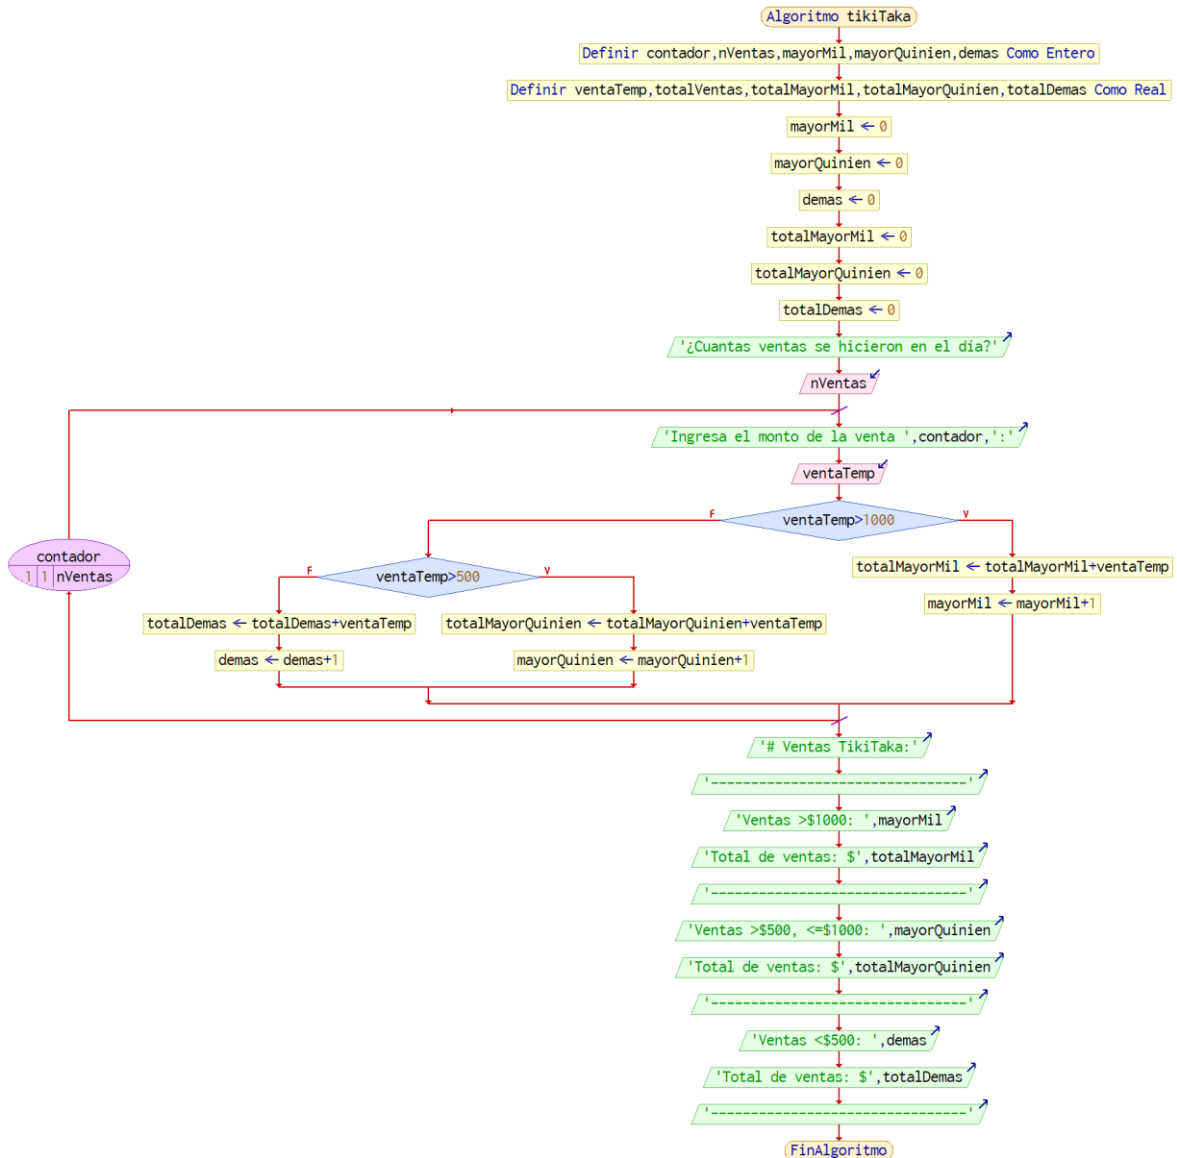 Algoritmo tikiTaka
Definir contador,nVentas,mayorMil,mayorQuinien,demas Como Entero
Definir ventaTemp,totalVentas,totalMayorMil,totalMayorQuinien,totalDemas Como Real
mayorMil ← 0
mayorQuinien ← 0
demas ← 0
totalMayorMil ← 0
totalMayorQuinien ← 0
totalDemas ← 0
'¿Cuantas ventas se hicieron en el día?'
nVentas
'Ingresa el monto de la venta ',contador,':'
ventaTemp
F
ventaTemp>1000
V
contador
1 1 nVentas
F
ventaTemp>500
V
totalMayorMil ← totalMayorMil+ventaTemp
mayorMil ← mayorMil+1
totalDemas ← totalDemas+ventaTemp
totalMayorQuinien ← totalMayorQuinien+ventaTemp
demas ← demas+1
mayorQuinien ← mayorQuinien+1
'# Ventas TikiTaka:'
'--------------------------------'
'Ventas >$1000: ',mayorMil
'Total de ventas: $',totalMayorMil
'--------------------------------'
'Ventas >$500, <=$1000: ',mayorQuinien
'Total de ventas: $',totalMayorQuinien
'--------------------------------'
'Ventas <$500: ',demas
'Total de ventas: $',totalDemas
'--------------------------------'
FinAlgoritmo